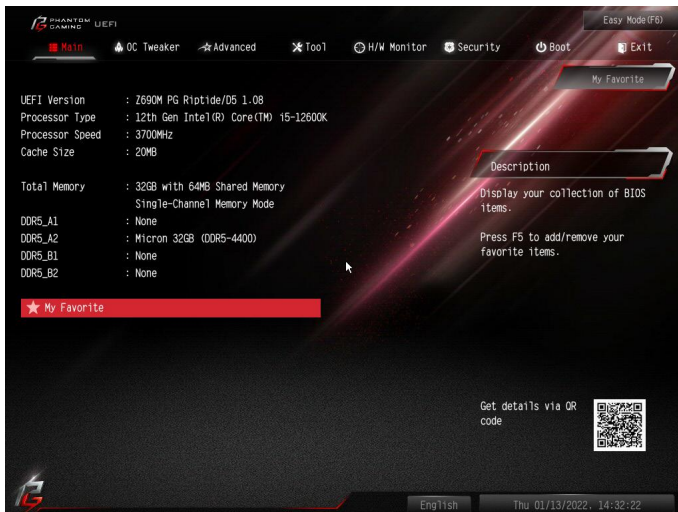 PHANTOM GAMING UEFI
Easy Mode(F6)
Main OC Tweaker Advanced Tool H/W Monitor Security Boot Exit
My Favorite
UEFI Version : Z690M PG Riptide/D5 1.08
Processor Type : 12th Gen Intel(R) Core(TM) i5-12600K
Processor Speed : 3700MHz
Cache Size : 20MB
Total Memory : 32GB with 64MB Shared Memory
Single-Channel Memory Mode
DDR5_A1 : None
DDR5_A2 : Micron 32GB (DDR5-4400)
DDR5_B1 : None
DDR5_B2 : None
My Favorite
Description
Display your collection of BIOS
items.
Press F5 to add/remove your
favorite items.
Get details via QR
code
English
Thu 01/13/2022, 14:32:22